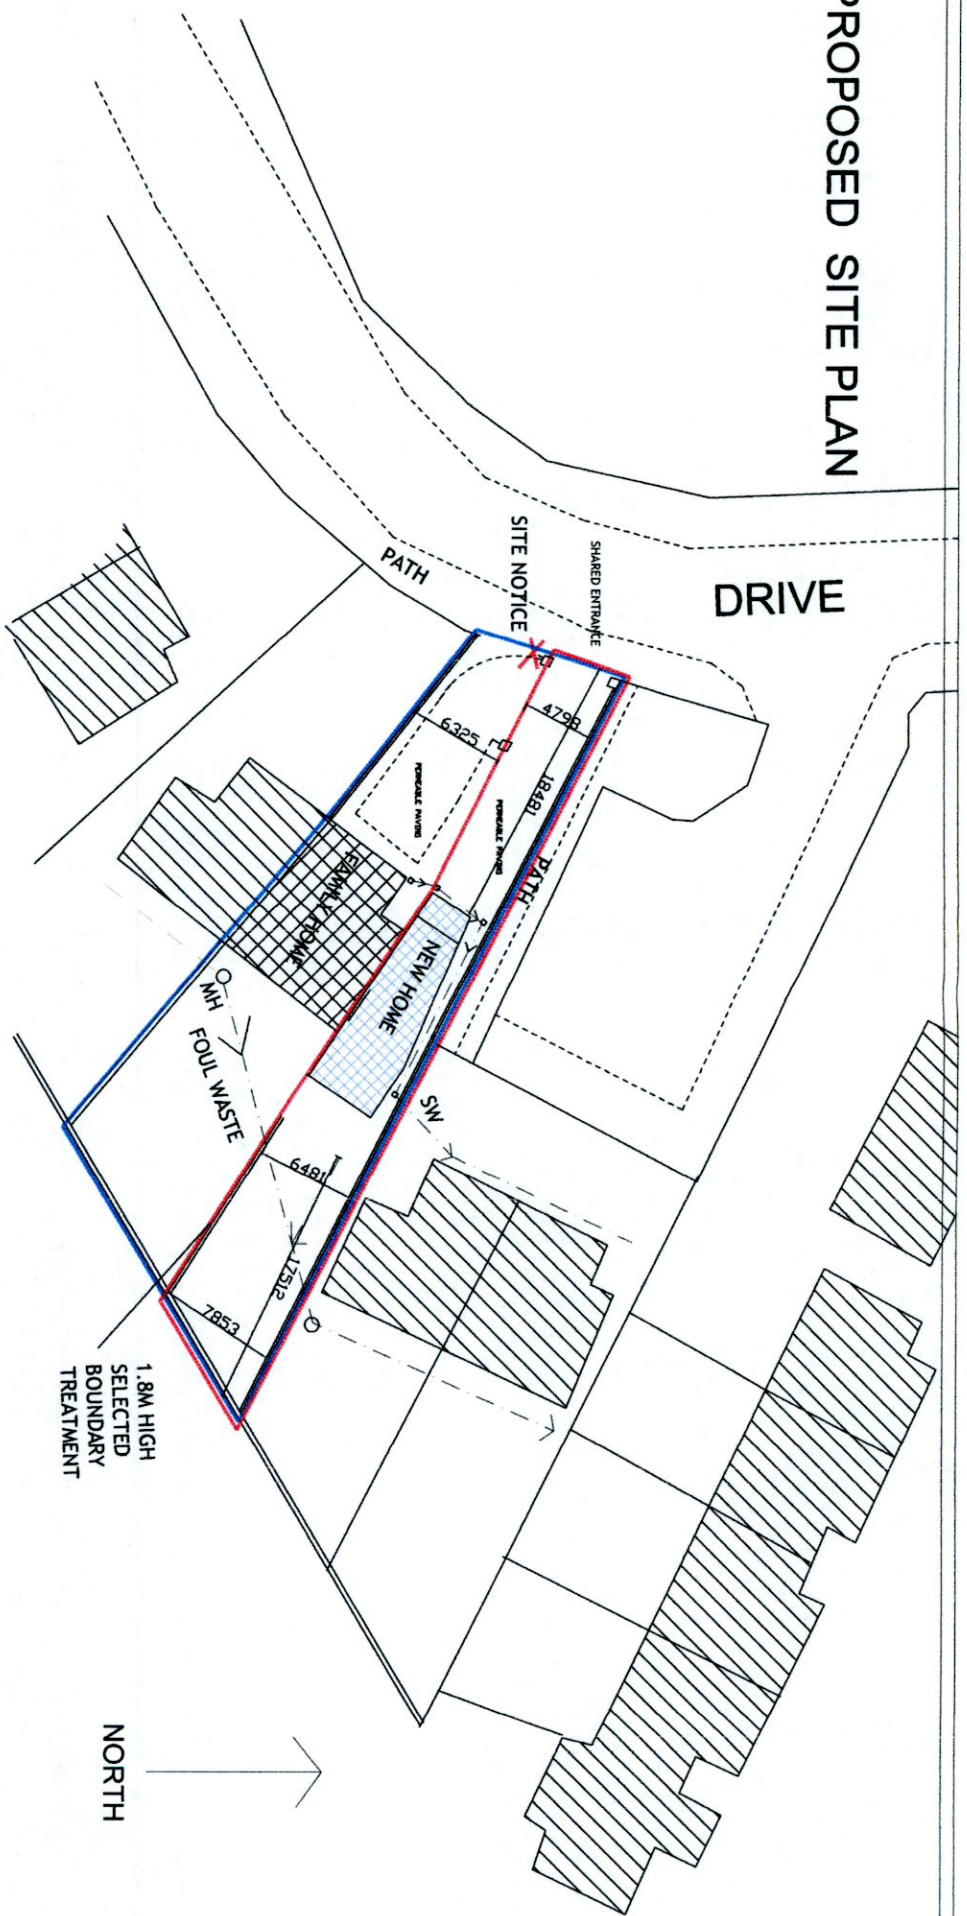 PROPOSED SITE PLAN
DRIVE
SHARED ENTRANCE
SITE NOTICE
PATH
4798
6325
18481
PERMEABLE PAVING
PERMEABLE PAVING
PATH
FAMILY HOME
NEW HOME
MH
FOUL WASTE
SW
6481
17512
7853
1.8M HIGH
SELECTED
BOUNDARY
TREATMENT
NORTH